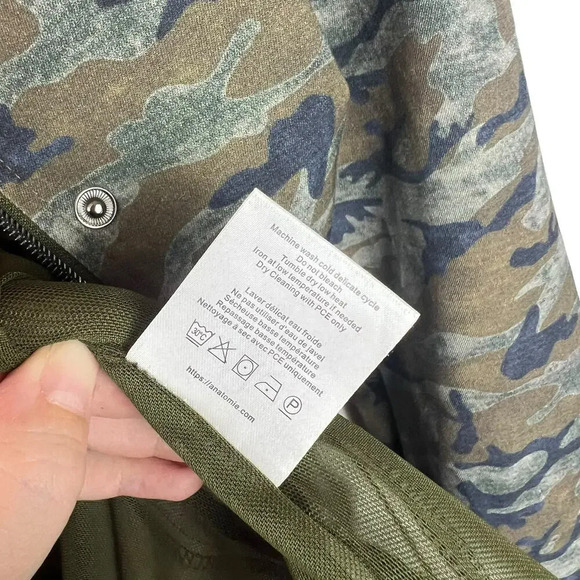 Machine wash cold delicate cycle
Do not bleach
Tumble dry low heat
Iron at low temperature if needed
Dry Cleaning with PCE only
Laver délicat eau froide
Ne pas utiliser d'eau de javel
Sécheuse basse température
Repassage basse température
Nettoyage à sec avec PCE uniquement
30°C
P
https://anatomie.com